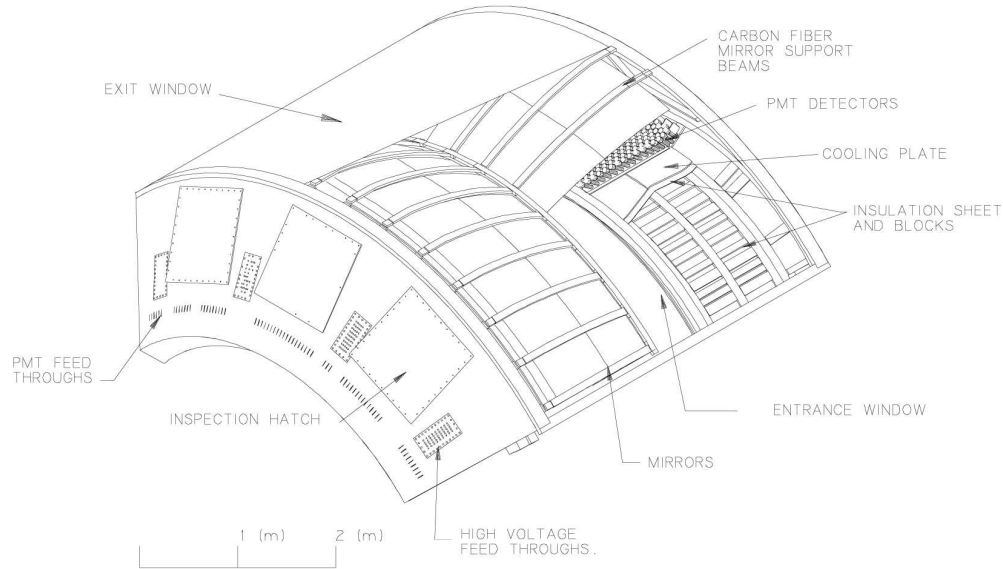 CARBON FIBER
MIRROR SUPPORT
BEAMS
EXIT WINDOW
PMT DETECTORS
COOLING PLATE
INSULATION SHEET
AND BLOCKS
PMT FEED
THROUGHS
INSPECTION HATCH
ENTRANCE WINDOW
MIRRORS
1 (m) 2 (m)
HIGH VOLTAGE
FEED THROUGHS.